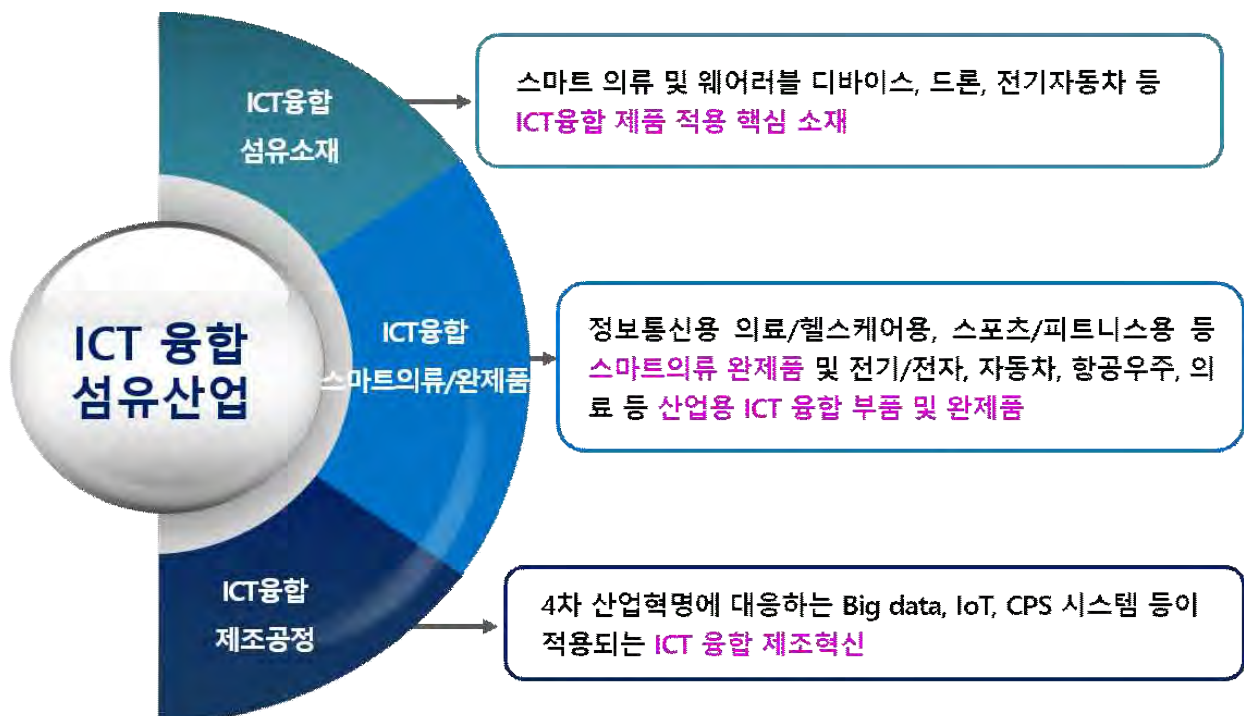 ICT 융합
섬유산업
ICT융합
섬유소재
스마트 의류 및 웨어러블 디바이스, 드론, 전기자동차 등
ICT융합 제품 적용 핵심 소재
ICT융합
스마트의류/완제품
정보통신용 의료/헬스케어용, 스포츠/피트니스용 등
스마트의류 완제품 및 전기/전자, 자동차, 항공우주, 의
료 등 산업용 ICT 융합 부품 및 완제품
ICT융합
제조공정
4차 산업혁명에 대응하는 Big data, IoT, CPS 시스템 등이
적용되는 ICT 융합 제조혁신